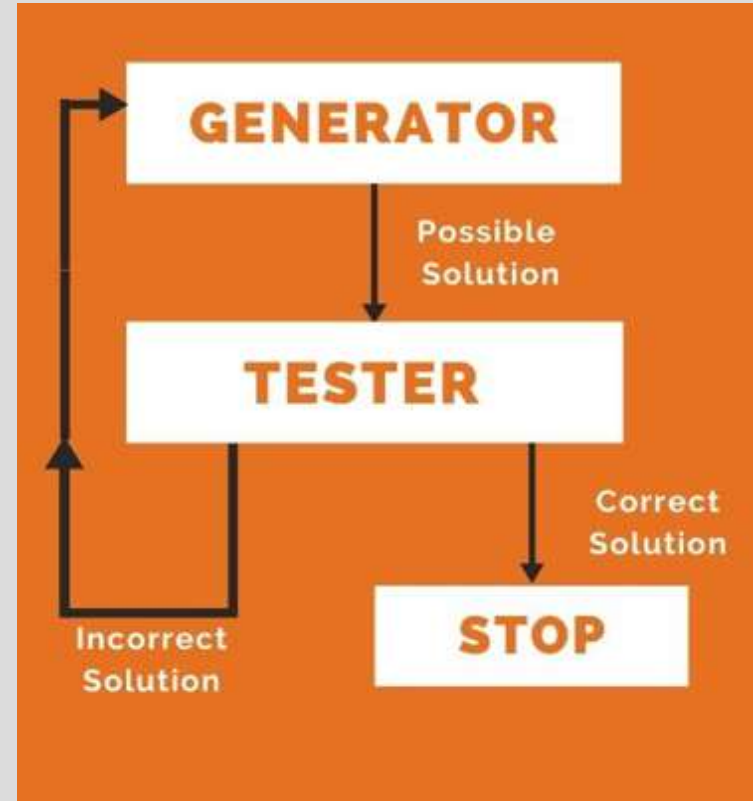 GENERATOR
Possible
Solution
TESTER
Correct
Solution
STOP
Incorrect
Solution